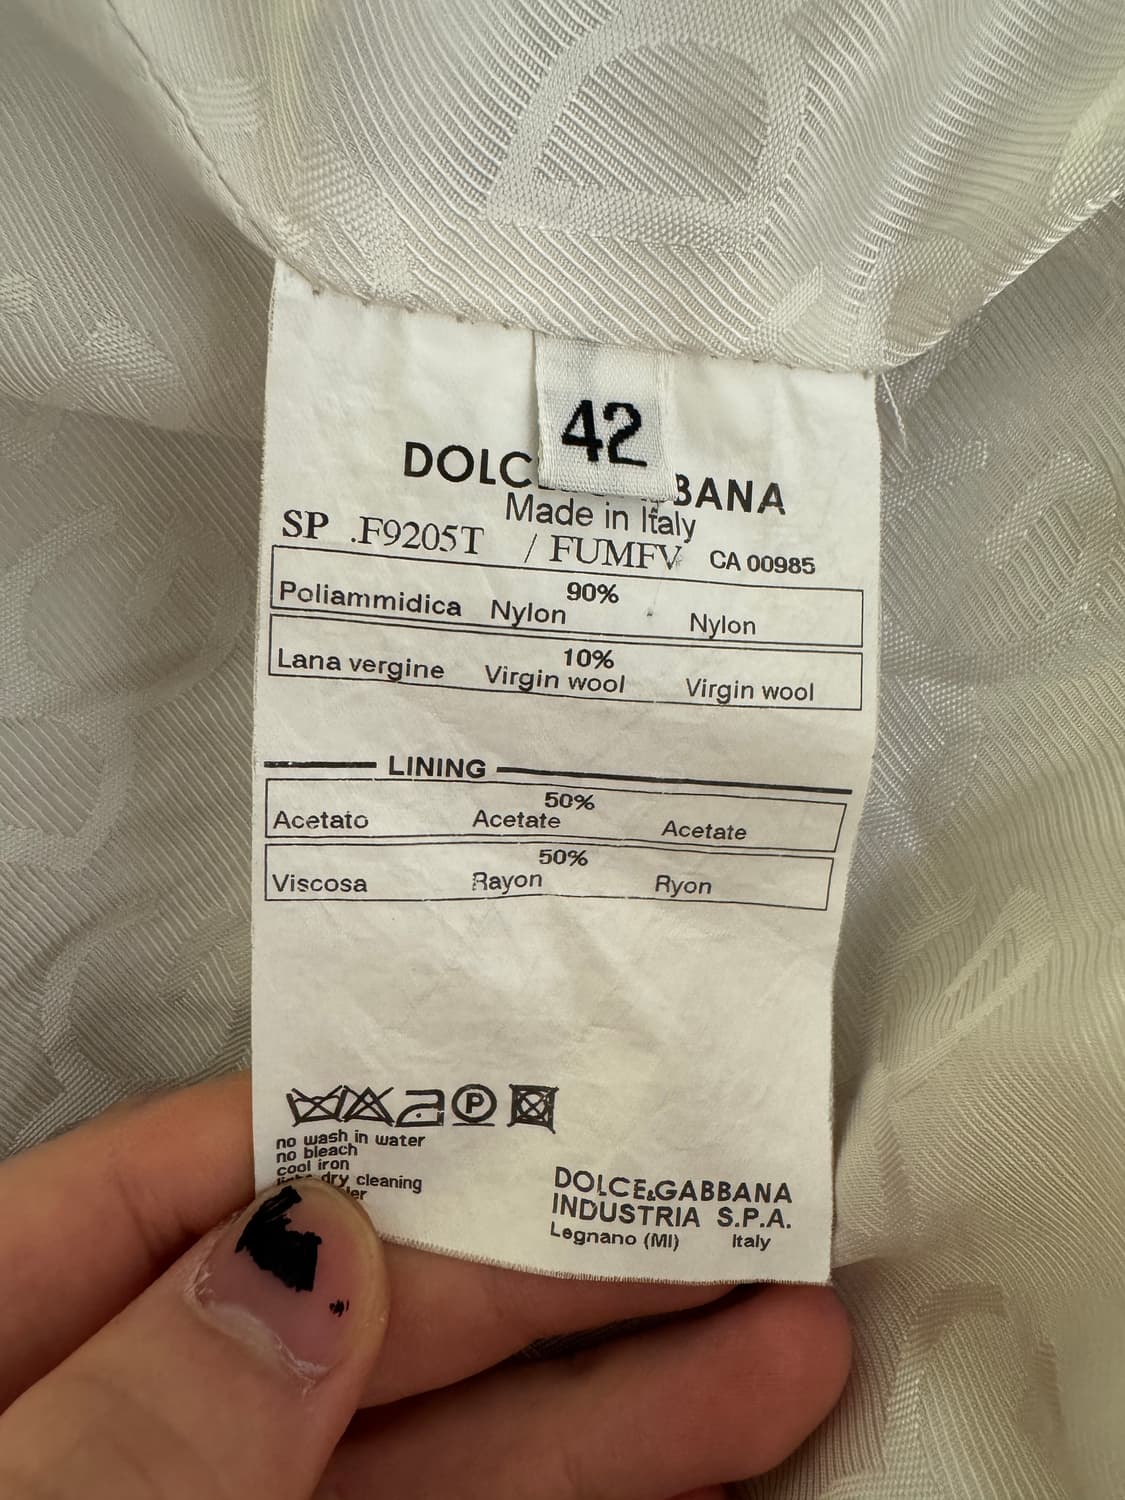 42
DOLC BANA
Made in Italy
SP .F9205T / FUMFV CA 00985
90%
Poliammidica Nylon Nylon
10%
Lana vergine Virgin wool Virgin wool
LINING
50%
Acetato Acetate Acetate
50%
Viscosa Rayon Ryon
P
no wash in water
no bleach
cool iron
dry cleaning
DOLCE&GABBANA
INDUSTRIA S.P.A.
Legnano (MI) Italy